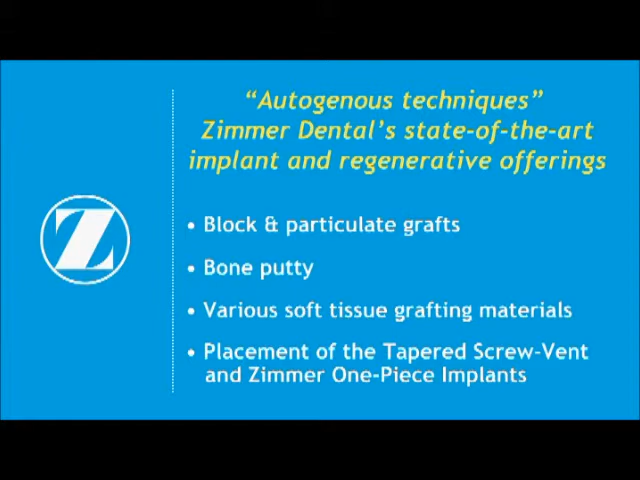 “Autogenous techniques”
Zimmer Dental’s state-of-the-art
implant and regenerative offerings
• Block & particulate grafts
• Bone putty
• Various soft tissue grafting materials
• Placement of the Tapered Screw-Vent
and Zimmer One-Piece Implants
Z